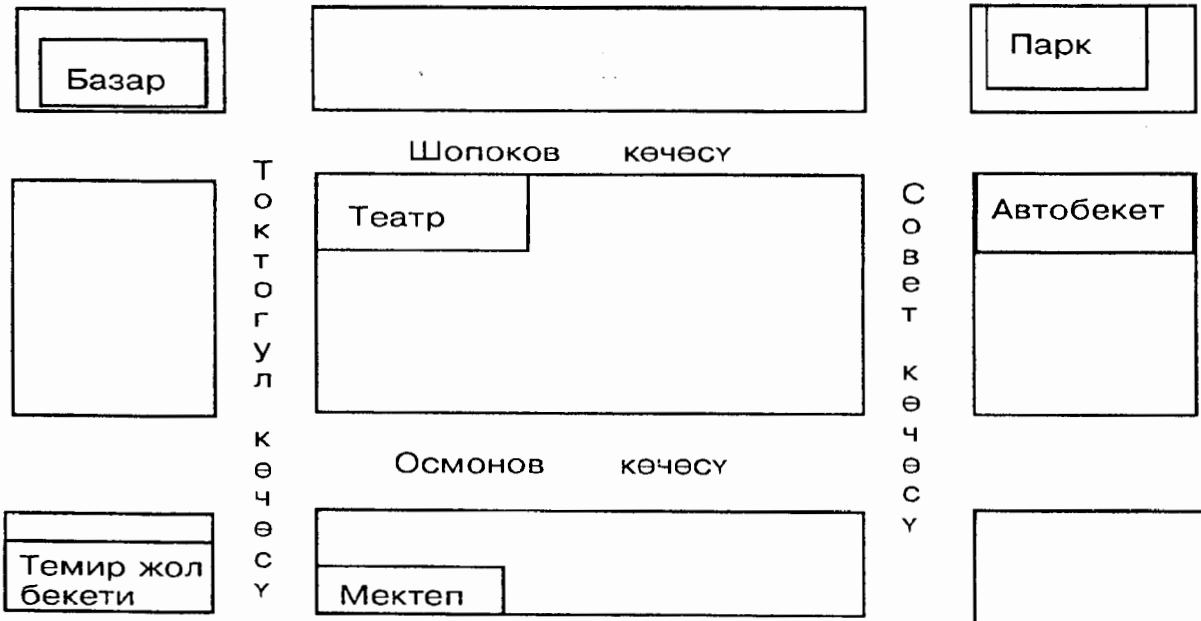 Базар
Парк
Шопоков көчөсү
Токтогул көчөсү
Театр
Совет көчөсү
Автобекет
Осмонов көчөсү
Темир жол
бекети
Мектеп